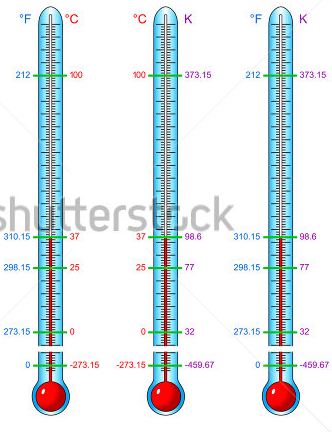 °F °C °C K °F K
212 100 100 373.15 212 373.15
shutterstock
310.15 37 37 98.6 310.15 98.6
298.15 25 25 77 298.15 77
273.15 0 0 32 273.15 32
0 -273.15 -273.15 -459.67 0 -459.67